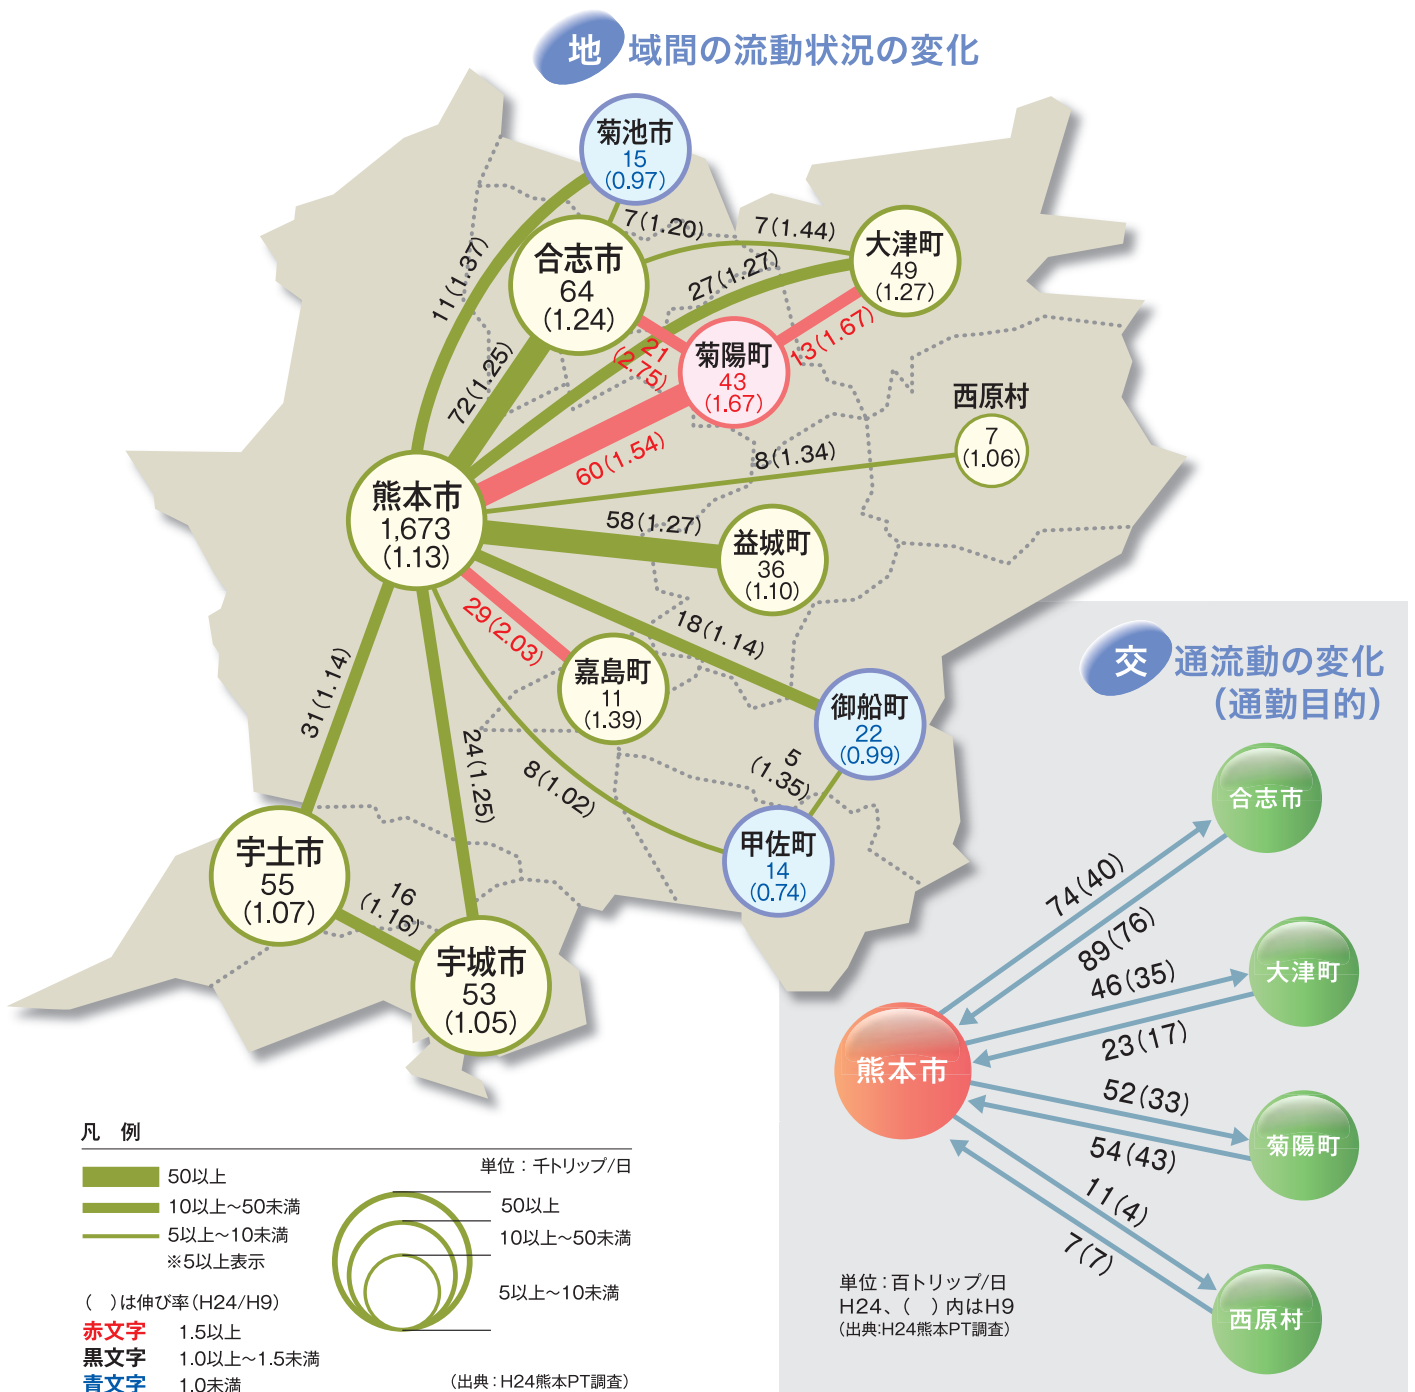 地域間の流動状況の変化
菊池市
15
(0.97)
7(1.20)
7(1.44)
大津町
49
(1.27)
合志市
64
(1.24)
11(1.37)
27(1.27)
21
(2.75)
菊陽町
43
(1.67)
13(1.67)
72(1.25)
西原村
7
(1.06)
60(1.54)
8(1.34)
熊本市
1,673
(1.13)
58(1.27)
益城町
36
(1.10)
29(2.03)
18(1.14)
嘉島町
11
(1.39)
御船町
22
(0.99)
31(1.14)
24(1.25)
8(1.02)
5
(1.35)
甲佐町
14
(0.74)
宇土市
55
(1.07)
16
(1.16)
宇城市
53
(1.05)
凡 例
単位：千トリップ/日
50以上
10以上〜50未満
5以上〜10未満
※5以上表示
50以上
10以上〜50未満
5以上〜10未満
（ ）は伸び率（H24/H9）
赤文字 1.5以上
黒文字 1.0以上〜1.5未満
青文字 1.0未満
（出典：H24熊本PT調査）
交通流動の変化
（通勤目的）
合志市
74(40)
89(76)
大津町
46(35)
23(17)
熊本市
52(33)
菊陽町
54(43)
11(4)
7(7)
西原村
単位：百トリップ/日
H24、（ ）内はH9
（出典:H24熊本PT調査）